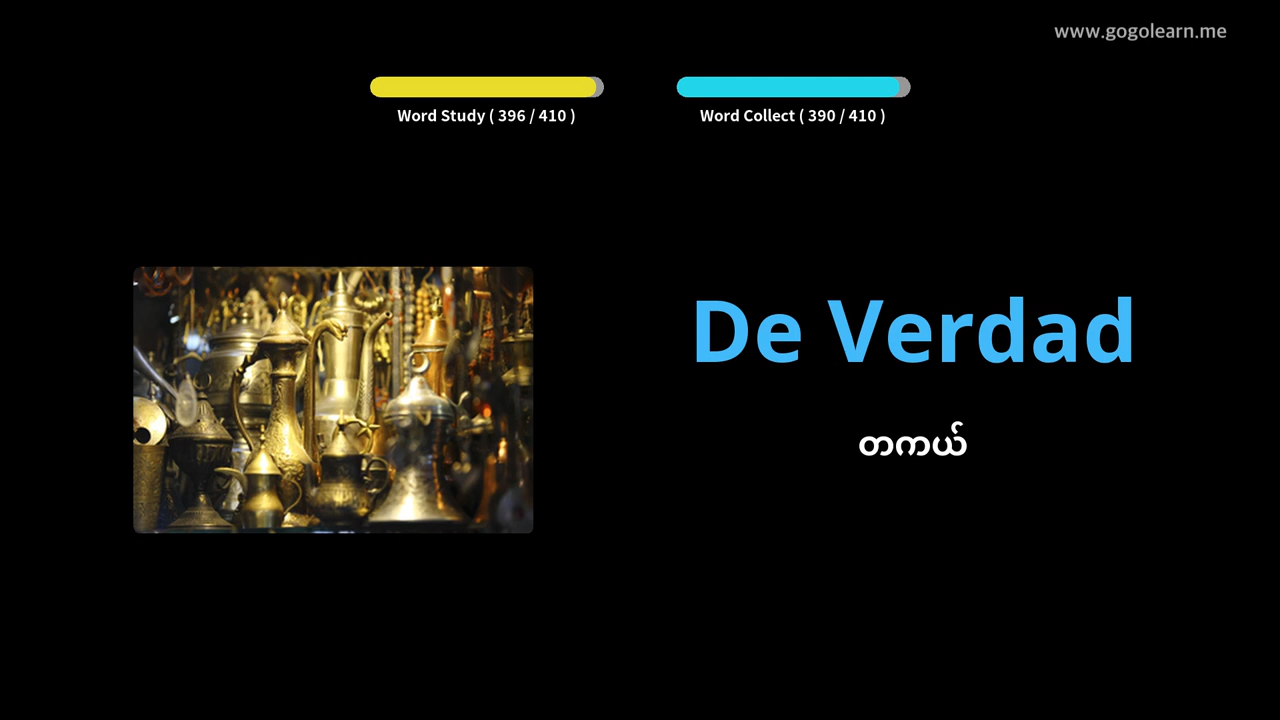 www.gogolearn.me
Word Study ( 396 / 410 )
Word Collect ( 390 / 410 )
De Verdad
တကယ်